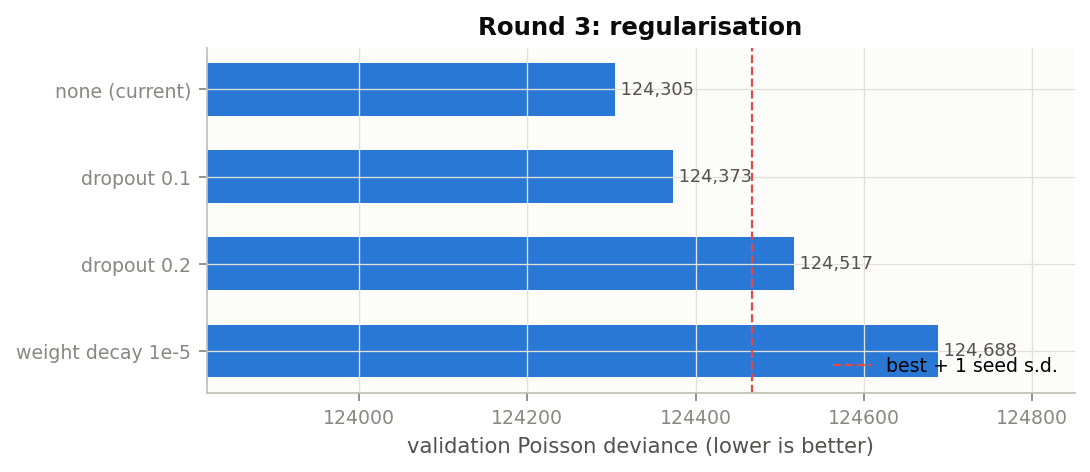 Round 3: regularisation
none (current)
124,305
dropout 0.1
124,373
dropout 0.2
124,517
weight decay 1e-5
124,688
best + 1 seed s.d.
124000 124200 124400 124600 124800
validation Poisson deviance (lower is better)